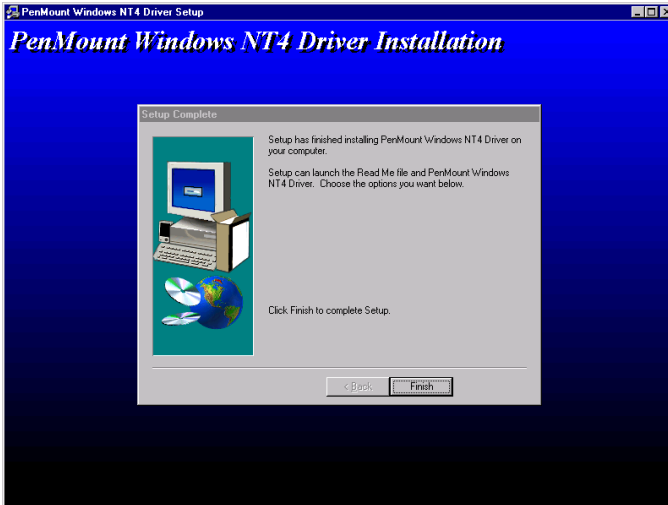 PenMount Windows NT4 Driver Setup
PenMount Windows NT4 Driver Installation
Setup Complete
Setup has finished installing PenMount Windows NT4 Driver on
your computer.
Setup can launch the Read Me file and PenMount Windows
NT4 Driver. Choose the options you want below.
Click Finish to complete Setup.
< Back
Finish